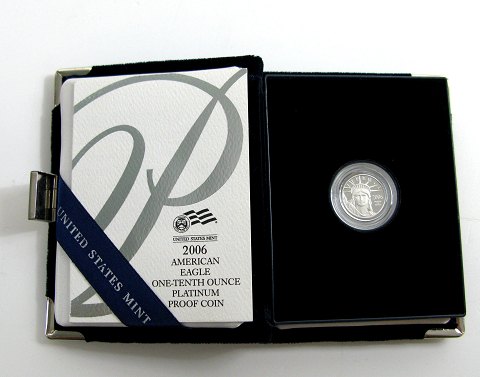 UNITED STATES MINT
UNITED STATES MINT
2006
AMERICAN
EAGLE
ONE-TENTH OUNCE
PLATINUM
PROOF COIN